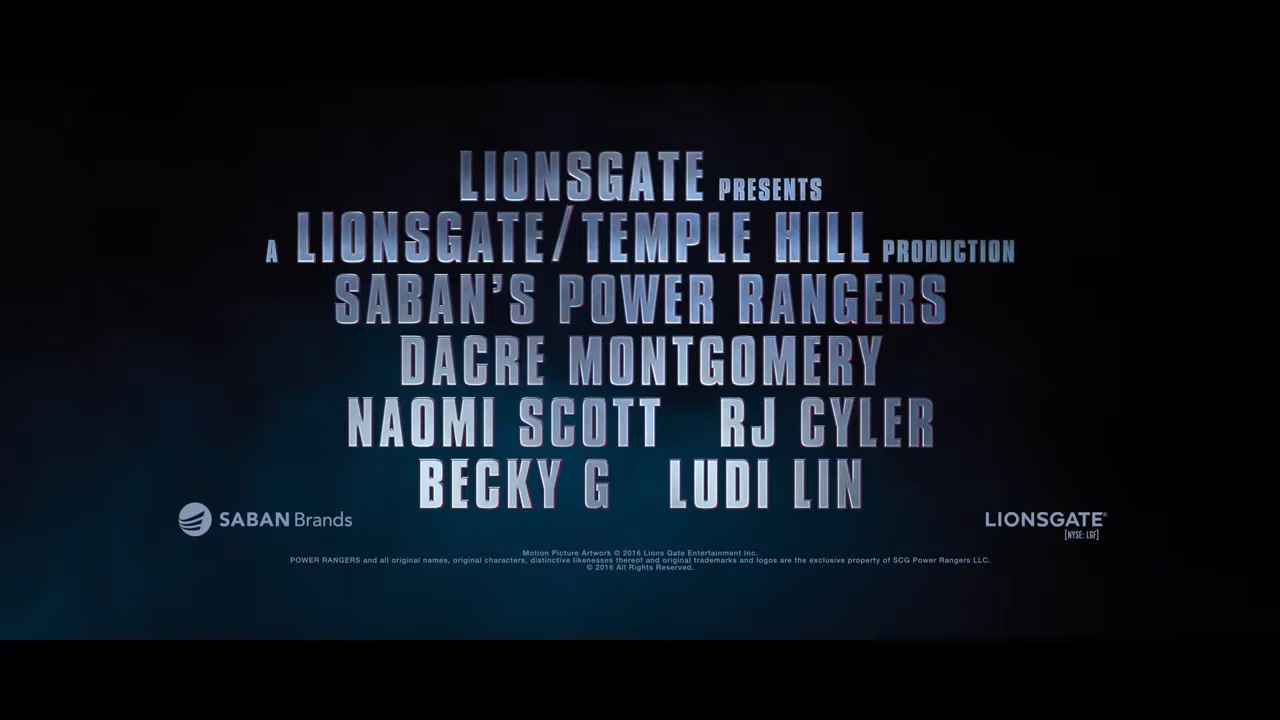 LIONSGATE PRESENTS
A LIONSGATE/TEMPLE HILL PRODUCTION
SABAN'S POWER RANGERS
DACRE MONTGOMERY
NAOMI SCOTT RJ CYLER
BECKY G LUDI LIN
SABAN Brands
LIONSGATE®
[NYSE: LGF]
Motion Picture Artwork © 2016 Lions Gate Entertainment Inc.
POWER RANGERS and all original names, original characters, distinctive likenesses thereof and original trademarks and logos are the exclusive property of SCG Power Rangers LLC.
© 2016 All Rights Reserved.